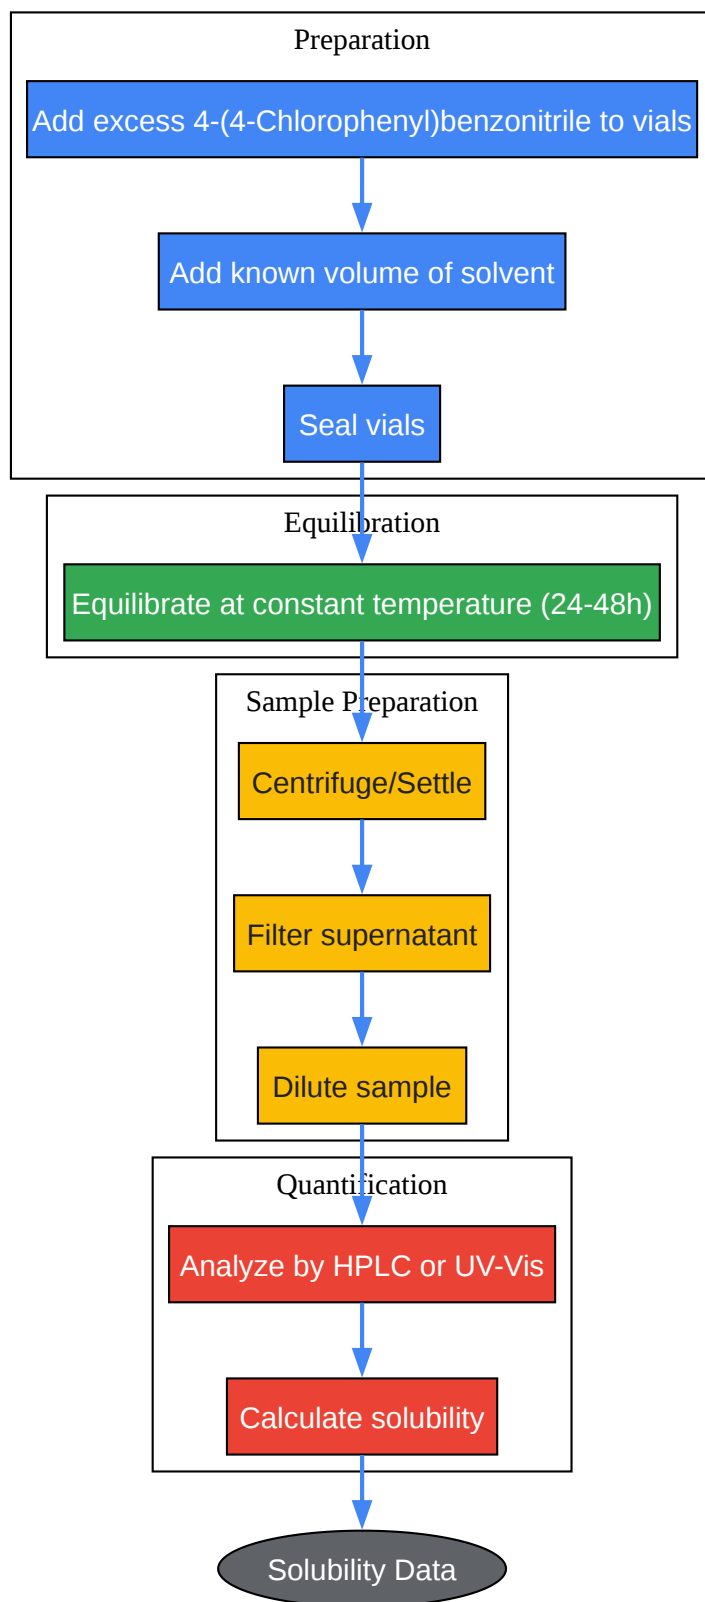 Preparation
Add excess 4-(4-Chlorophenyl)benzonitrile to vials
Add known volume of solvent
Seal vials
Equilibration
Equilibrate at constant temperature (24-48h)
Sample Preparation
Centrifuge/Settle
Filter supernatant
Dilute sample
Quantification
Analyze by HPLC or UV-Vis
Calculate solubility
Solubility Data